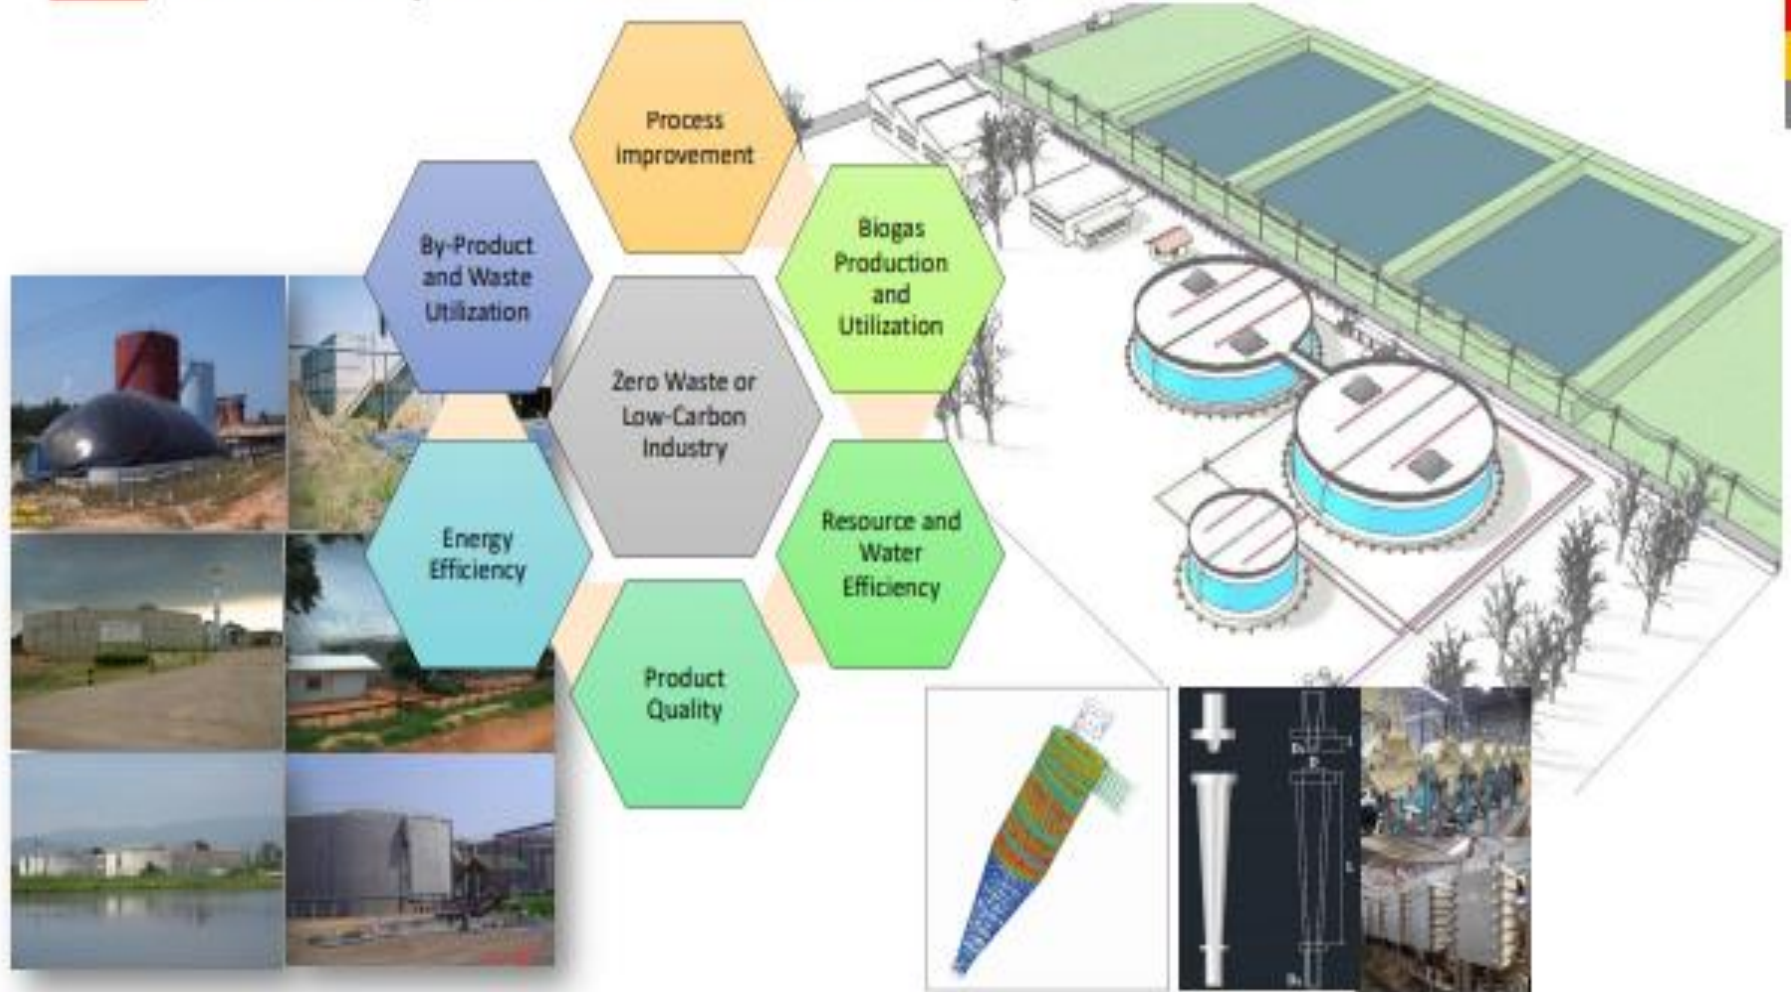 Process
Improvement
By-Product
and Waste
Utilization
Biogas
Production
and
Utilization
Zero Waste or
Low-Carbon
Industry
Energy
Efficiency
Resource and
Water
Efficiency
Product
Quality